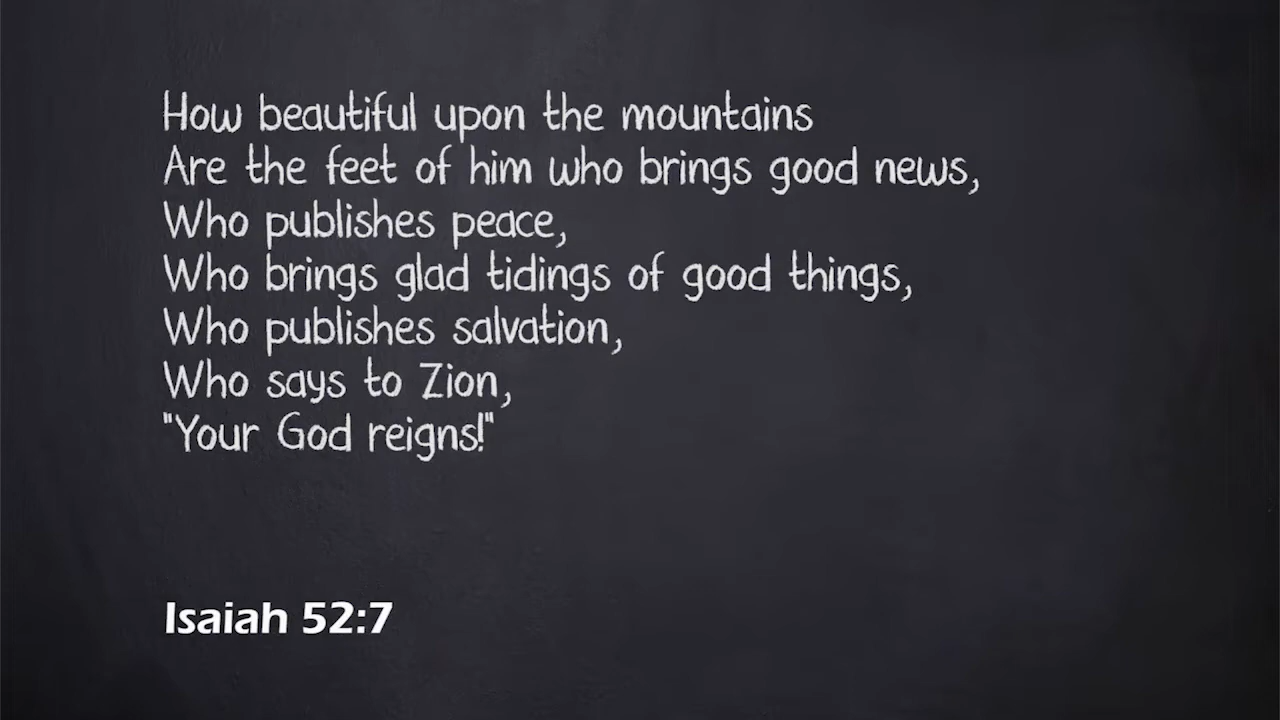 How beautiful upon the mountains
Are the feet of him who brings good news,
Who publishes peace,
Who brings glad tidings of good things,
Who publishes salvation,
Who says to Zion,
"Your God reigns!"
Isaiah 52:7